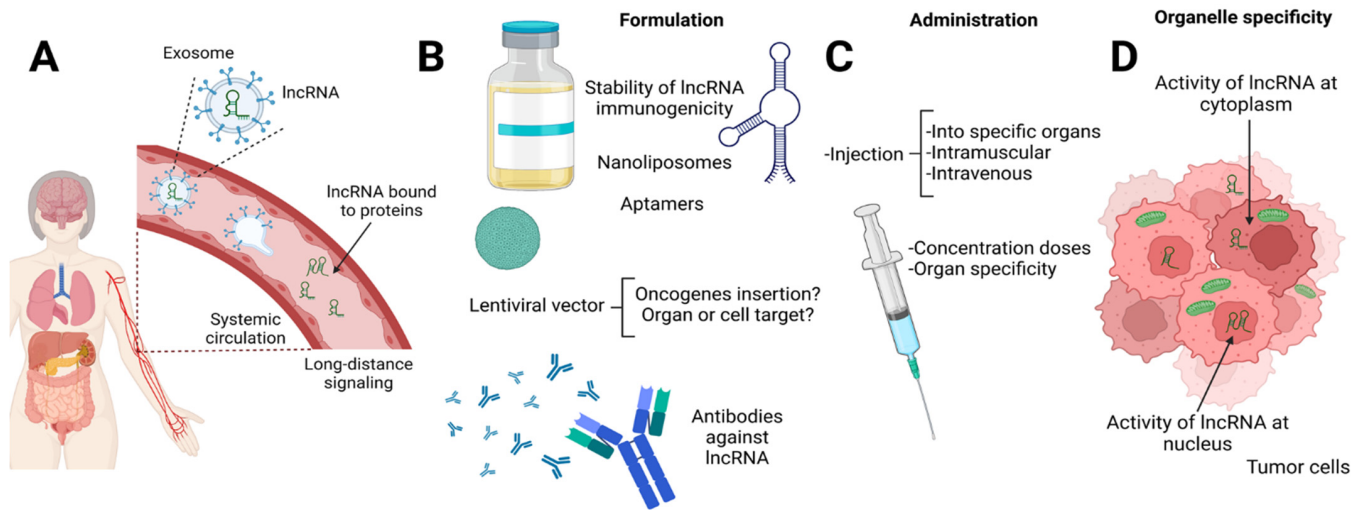 A
Exosome
lncRNA
lncRNA bound
to proteins
Systemic
circulation
Long-distance
signaling
B
Formulation
Stability of lncRNA
immunogenicity
Nanoliposomes
Aptamers
Lentiviral vector
Oncogenes insertion?
Organ or cell target?
Antibodies
against
lncRNA
C
Administration
-Injection
-Into specific organs
-Intramuscular
-Intravenous
-Concentration doses
-Organ specificity
D
Organelle specificity
Activity of lncRNA at
cytoplasm
Activity of lncRNA at
nucleus
Tumor cells